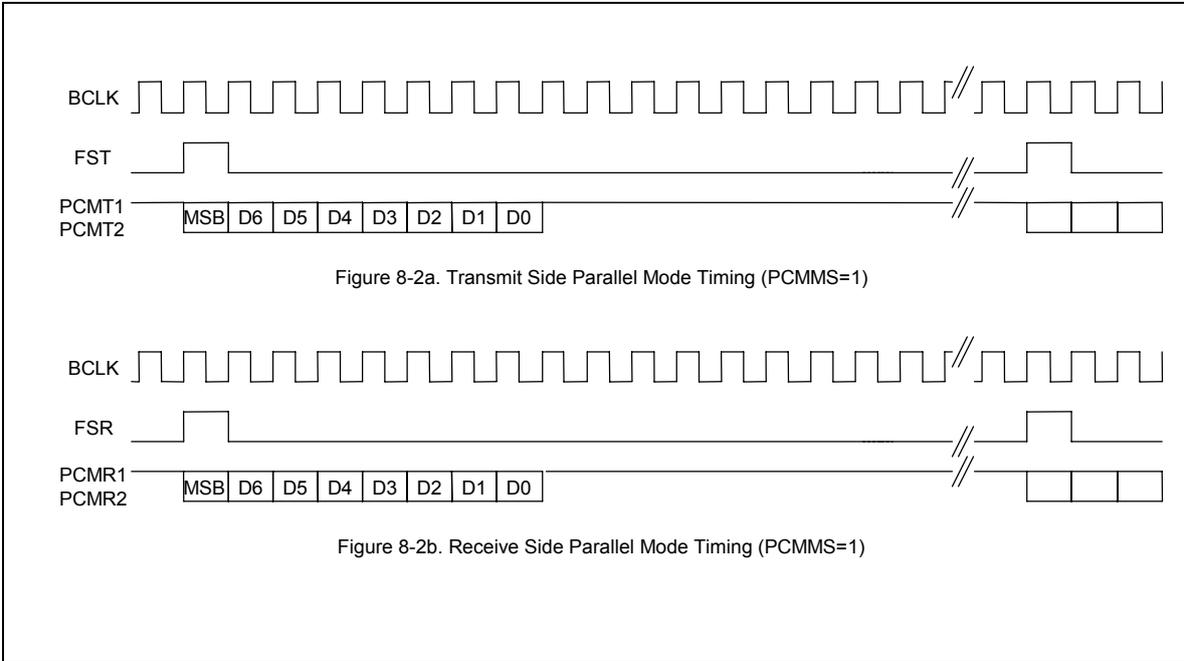 BCLK
FST
PCMT1
PCMT2
MSB D6 D5 D4 D3 D2 D1 D0
Figure 8-2a. Transmit Side Parallel Mode Timing (PCMMS=1)
BCLK
FSR
PCMR1
PCMR2
MSB D6 D5 D4 D3 D2 D1 D0
Figure 8-2b. Receive Side Parallel Mode Timing (PCMMS=1)